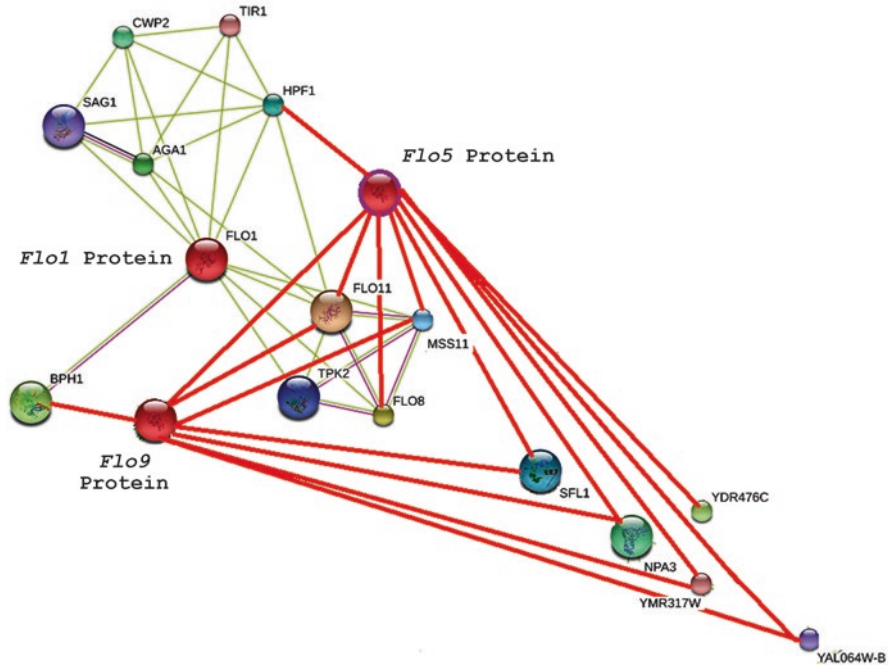 CWP2
TIR1
HPF1
SAG1
AGA1
Flo5 Protein
FLO1
Flo1 Protein
FLO11
MSS11
TPK2
BPH1
FLO8
Flo9
Protein
SFL1
YDR476C
NPA3
YMR317W
YAL064W-B